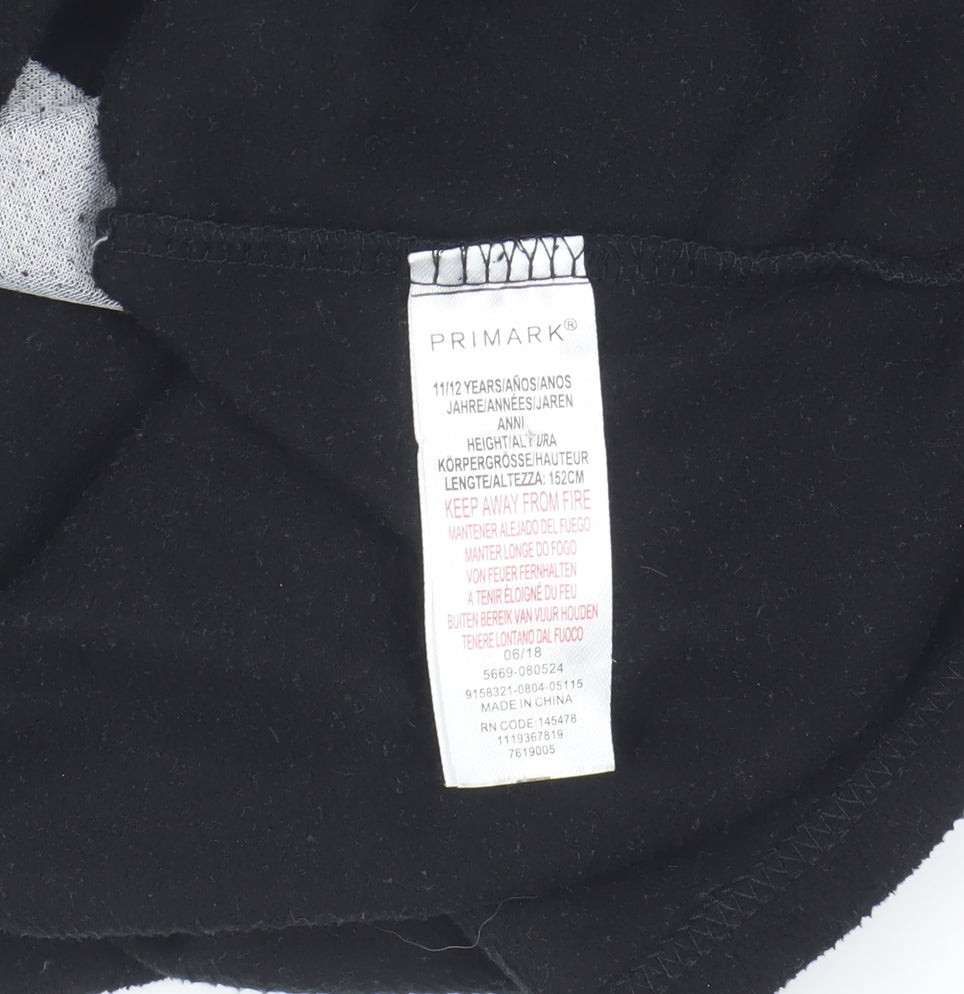 PRIMARK®
11/12 YEARS/AÑOS/ANOS
JAHRE/ANNÉES/JAREN
ANNI
HEIGHT/ALTURA
KÖRPERGRÖSSE/HAUTEUR
LENGTE/ALTEZZA: 152CM
KEEP AWAY FROM FIRE
MANTENER ALEJADO DEL FUEGO
MANTER LONGE DO FOGO
VON FEUER FERNHALTEN
A TENIR ÉLOIGNÉ DU FEU
BUITEN BEREIK VAN VUUR HOUDEN
TENERE LONTANO DAL FUOCO
06/18
5669-080524
9158321-0804-05115
MADE IN CHINA
RN CODE:145478
1119367819
7619005